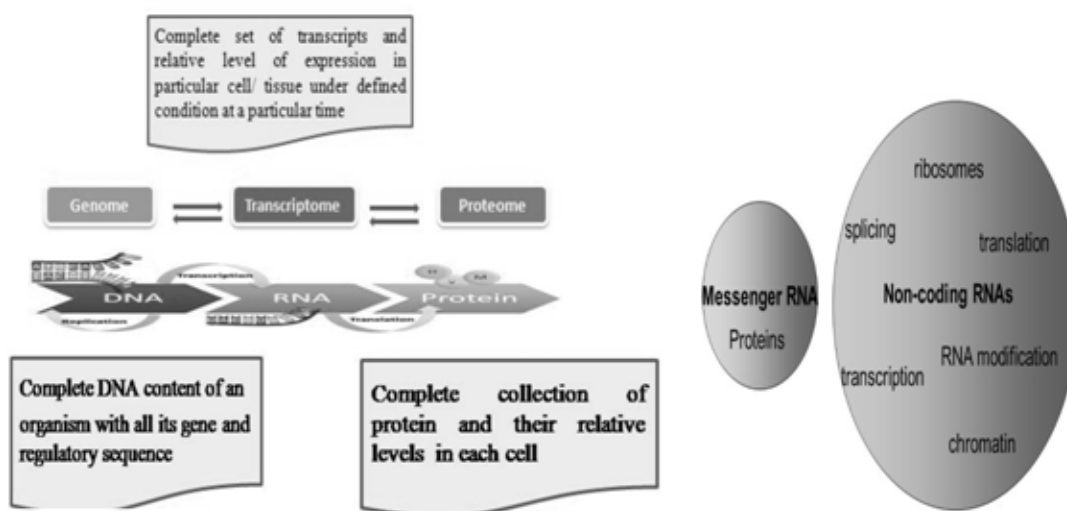 Complete set of transcripts and
relative level of expression in
particular cell/ tissue under defined
condition at a particular time
Genome
Transcriptome
Proteome
Transcription
DNA
RNA
Protein
Replication
Translation
Complete DNA content of an
organism with all its gene and
regulatory sequence
Complete collection of
protein and their relative
levels in each cell
Messenger RNA
Proteins
ribosomes
splicing
translation
Non-coding RNAs
RNA modification
transcription
chromatin